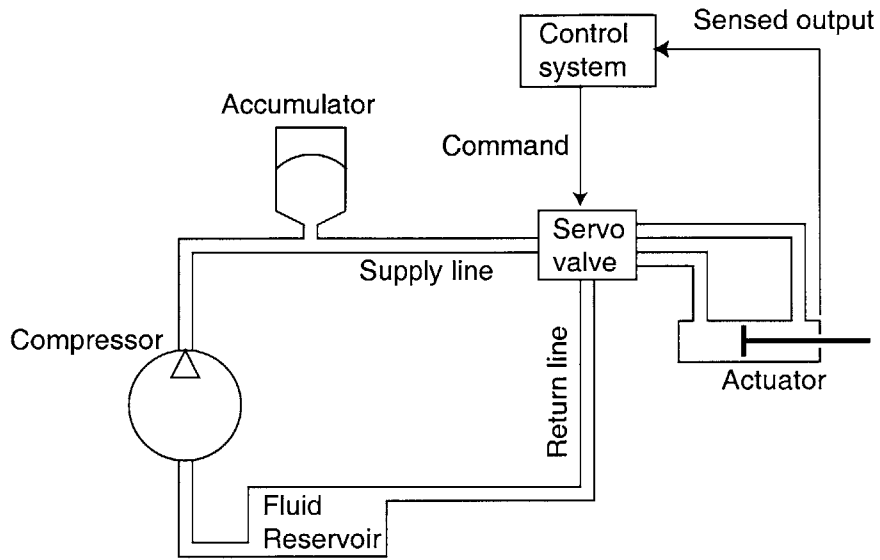 Sensed output
Control
system
Accumulator
Command
Servo
valve
Supply line
Compressor
Return line
Actuator
Fluid
Reservoir